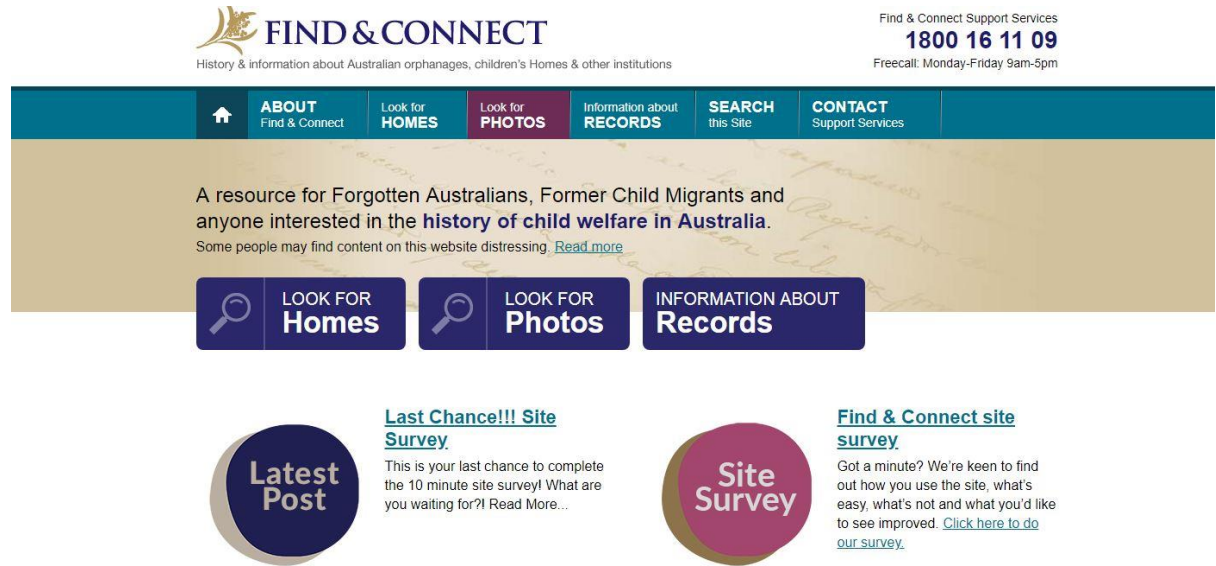 FIND & CONNECT
History & information about Australian orphanages, children's Homes & other institutions
Find & Connect Support Services
1800 16 11 09
Freecall: Monday-Friday 9am-5pm
ABOUT
Find & Connect
Look for
HOMES
Look for
PHOTOS
Information about
RECORDS
SEARCH
this Site
CONTACT
Support Services
A resource for Forgotten Australians, Former Child Migrants and
anyone interested in the history of child welfare in Australia.
Some people may find content on this website distressing. Read more
LOOK FOR
Homes
LOOK FOR
Photos
INFORMATION ABOUT
Records
Latest
Post
Last Chance!!! Site
Survey
This is your last chance to complete
the 10 minute site survey! What are
you waiting for?! Read More...
Site
Survey
Find & Connect site
survey
Got a minute? We're keen to find
out how you use the site, what's
easy, what's not and what you'd like
to see improved. Click here to do
our survey.